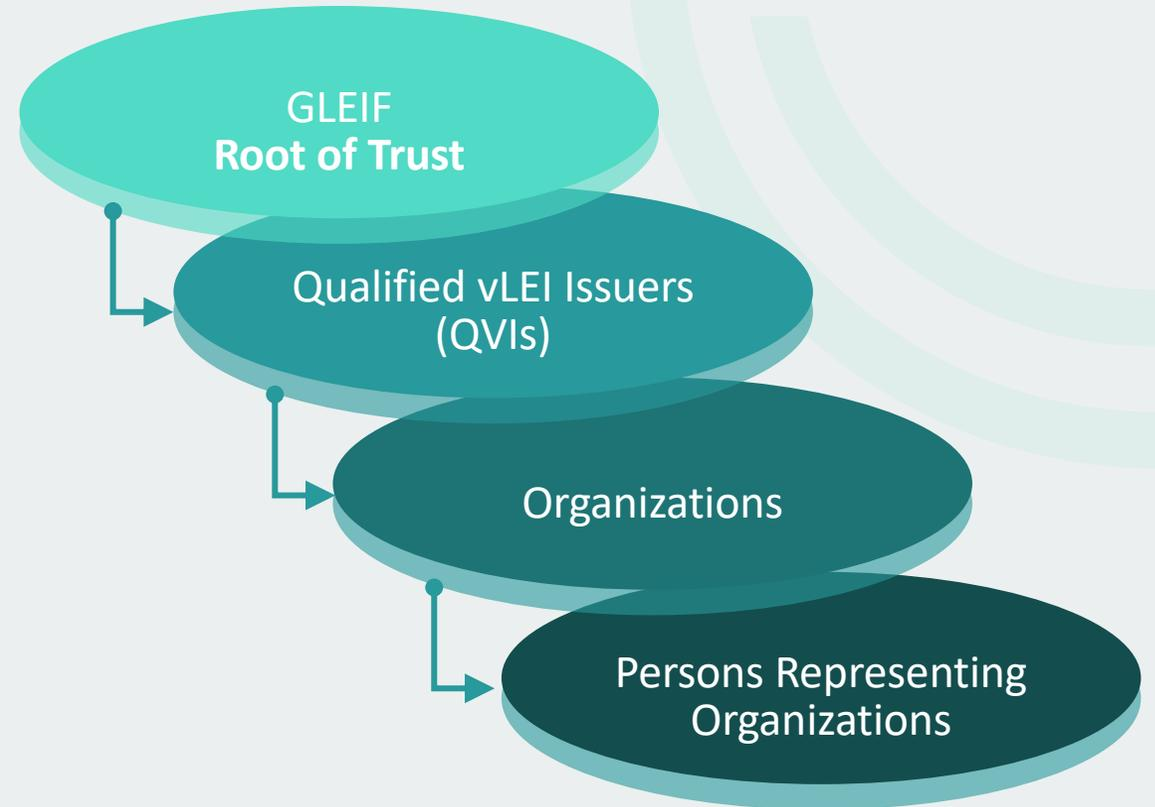 GLEIF
Root of Trust
Qualified vLEI Issuers
(QVIs)
Organizations
Persons Representing
Organizations